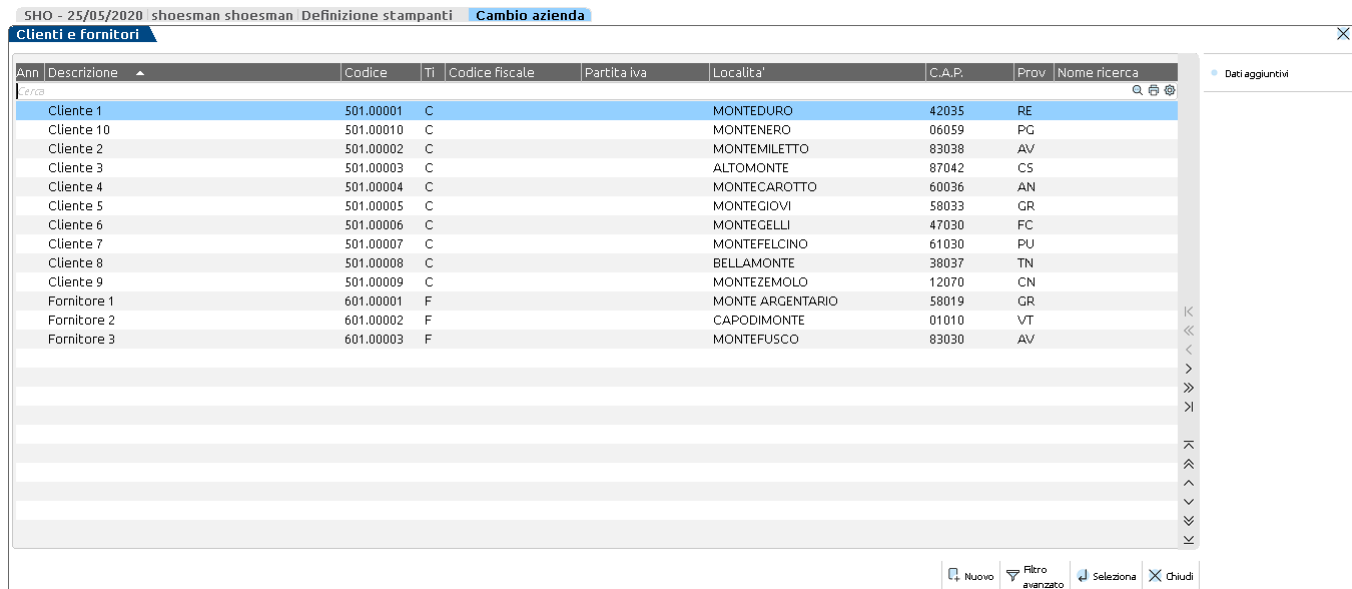 SHO - 25/05/2020 shoesman shoesman Definizione stampanti Cambio azienda
Clienti e fornitori
Ann Descrizione Codice Ti Codice fiscale Partita iva Localita' C.A.P. Prov Nome ricerca
Dati aggiuntivi
Cerca
Cliente 1 501.00001 C MONTEDURO 42035 RE
Cliente 10 501.00010 C MONTENERO 06059 PG
Cliente 2 501.00002 C MONTEMILETTO 83038 AV
Cliente 3 501.00003 C ALTOMONTE 87042 CS
Cliente 4 501.00004 C MONTECAROTTO 60036 AN
Cliente 5 501.00005 C MONTEGIOVI 58033 GR
Cliente 6 501.00006 C MONTEGELLI 47030 FC
Cliente 7 501.00007 C MONTEFELCINO 61030 PU
Cliente 8 501.00008 C BELLAMONTE 38037 TN
Cliente 9 501.00009 C MONTEZEMOLO 12070 CN
Fornitore 1 601.00001 F MONTE ARGENTARIO 58019 GR
Fornitore 2 601.00002 F CAPODIMONTE 01010 VT
Fornitore 3 601.00003 F MONTEFUSCO 83030 AV
Nuovo Filtro avanzato Seleziona Chiudi